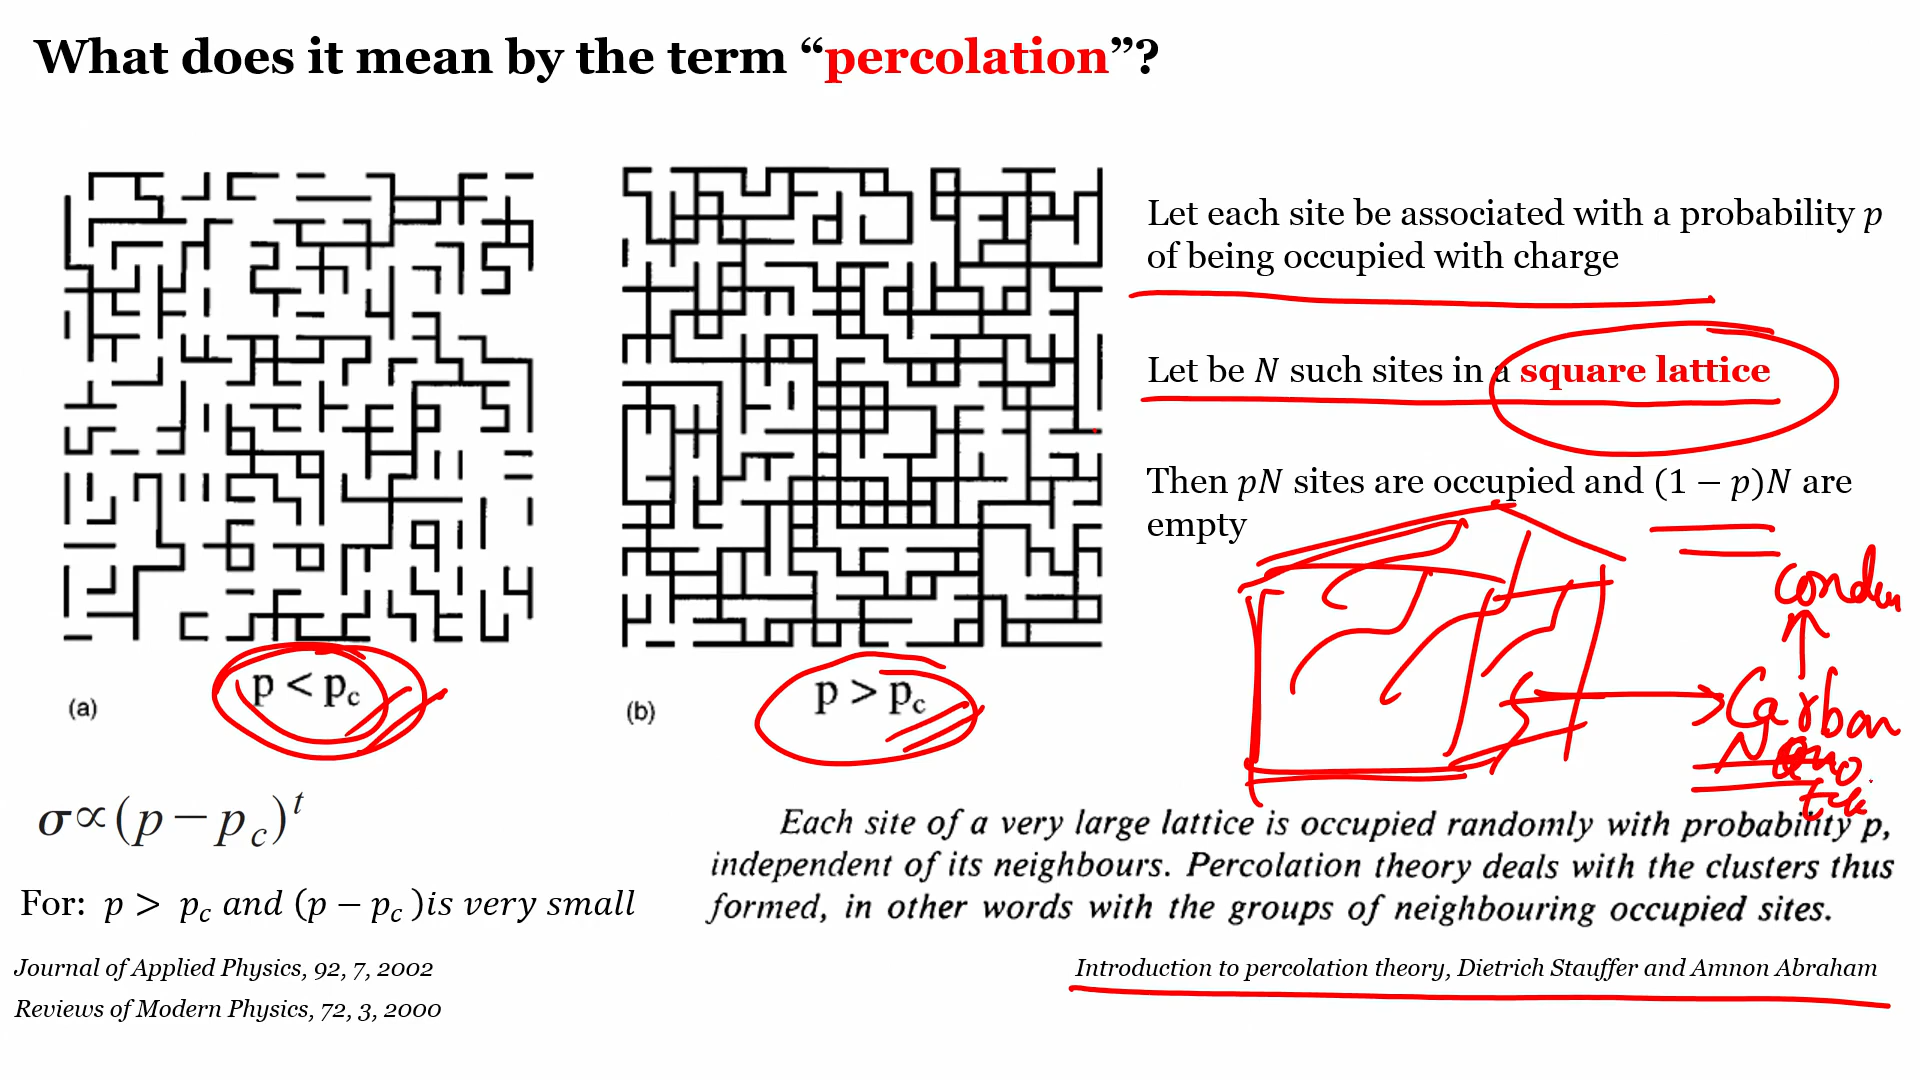 What does it mean by the term “percolation”?
Let each site be associated with a probability p
of being occupied with charge
Let be N such sites in a square lattice
Then pN sites are occupied and (1 − p)N are
empty
p < pc
(a)
p > pc
(b)
Carbon
Nano
σ∝(p−pc)^t
For: p > pc and (p − pc)is very small
Each site of a very large lattice is occupied randomly with probability p,
independent of its neighbours. Percolation theory deals with the clusters thus
formed, in other words with the groups of neighbouring occupied sites.
Journal of Applied Physics, 92, 7, 2002
Reviews of Modern Physics, 72, 3, 2000
Introduction to percolation theory, Dietrich Stauffer and Amnon Abraham